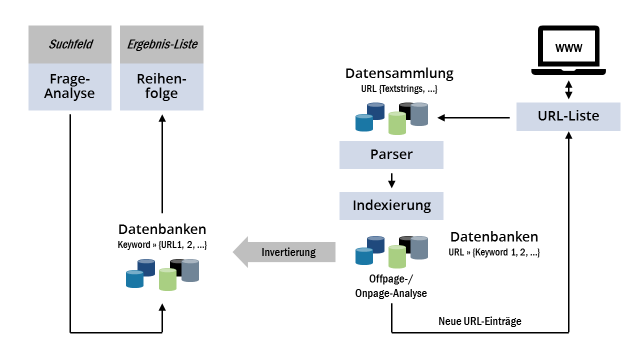 Suchfeld
Ergebnis-Liste
Frage-
Analyse
Reihen-
folge
WWW
Datensammlung
URL {Textstrings, ...}
URL-Liste
Parser
Indexierung
Datenbanken
Keyword » {URL1, 2, ...}
Invertierung
Datenbanken
URL » {Keyword 1, 2, ...}
Offpage-/
Onpage-Analyse
Neue URL-Einträge